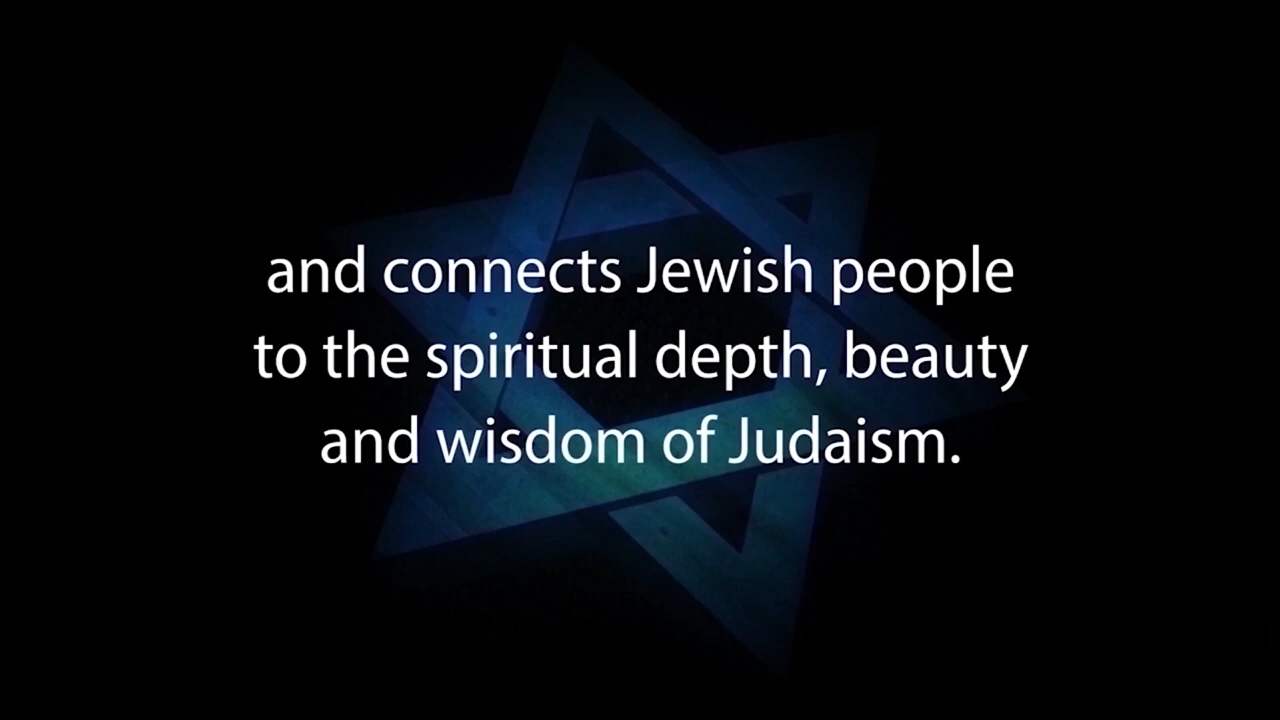 and connects Jewish people
to the spiritual depth, beauty
and wisdom of Judaism.